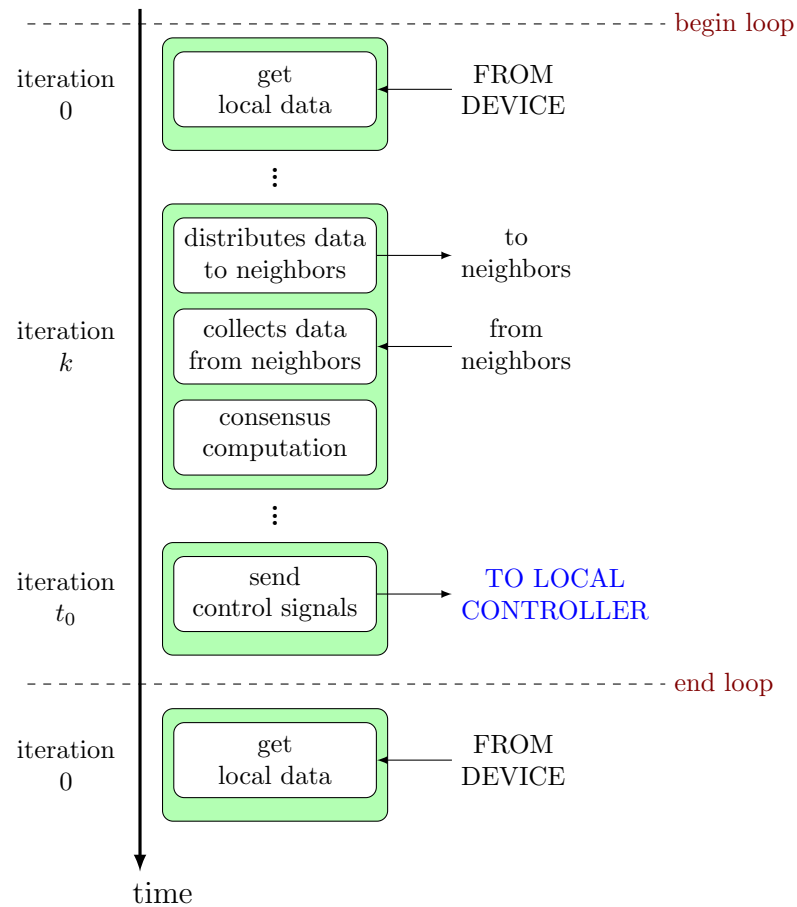 begin loop
iteration
0
get
local data
FROM
DEVICE
iteration
k
distributes data
to neighbors
to
neighbors
collects data
from neighbors
from
neighbors
consensus
computation
iteration
t₀
send
control signals
TO LOCAL
CONTROLLER
end loop
iteration
0
get
local data
FROM
DEVICE
time